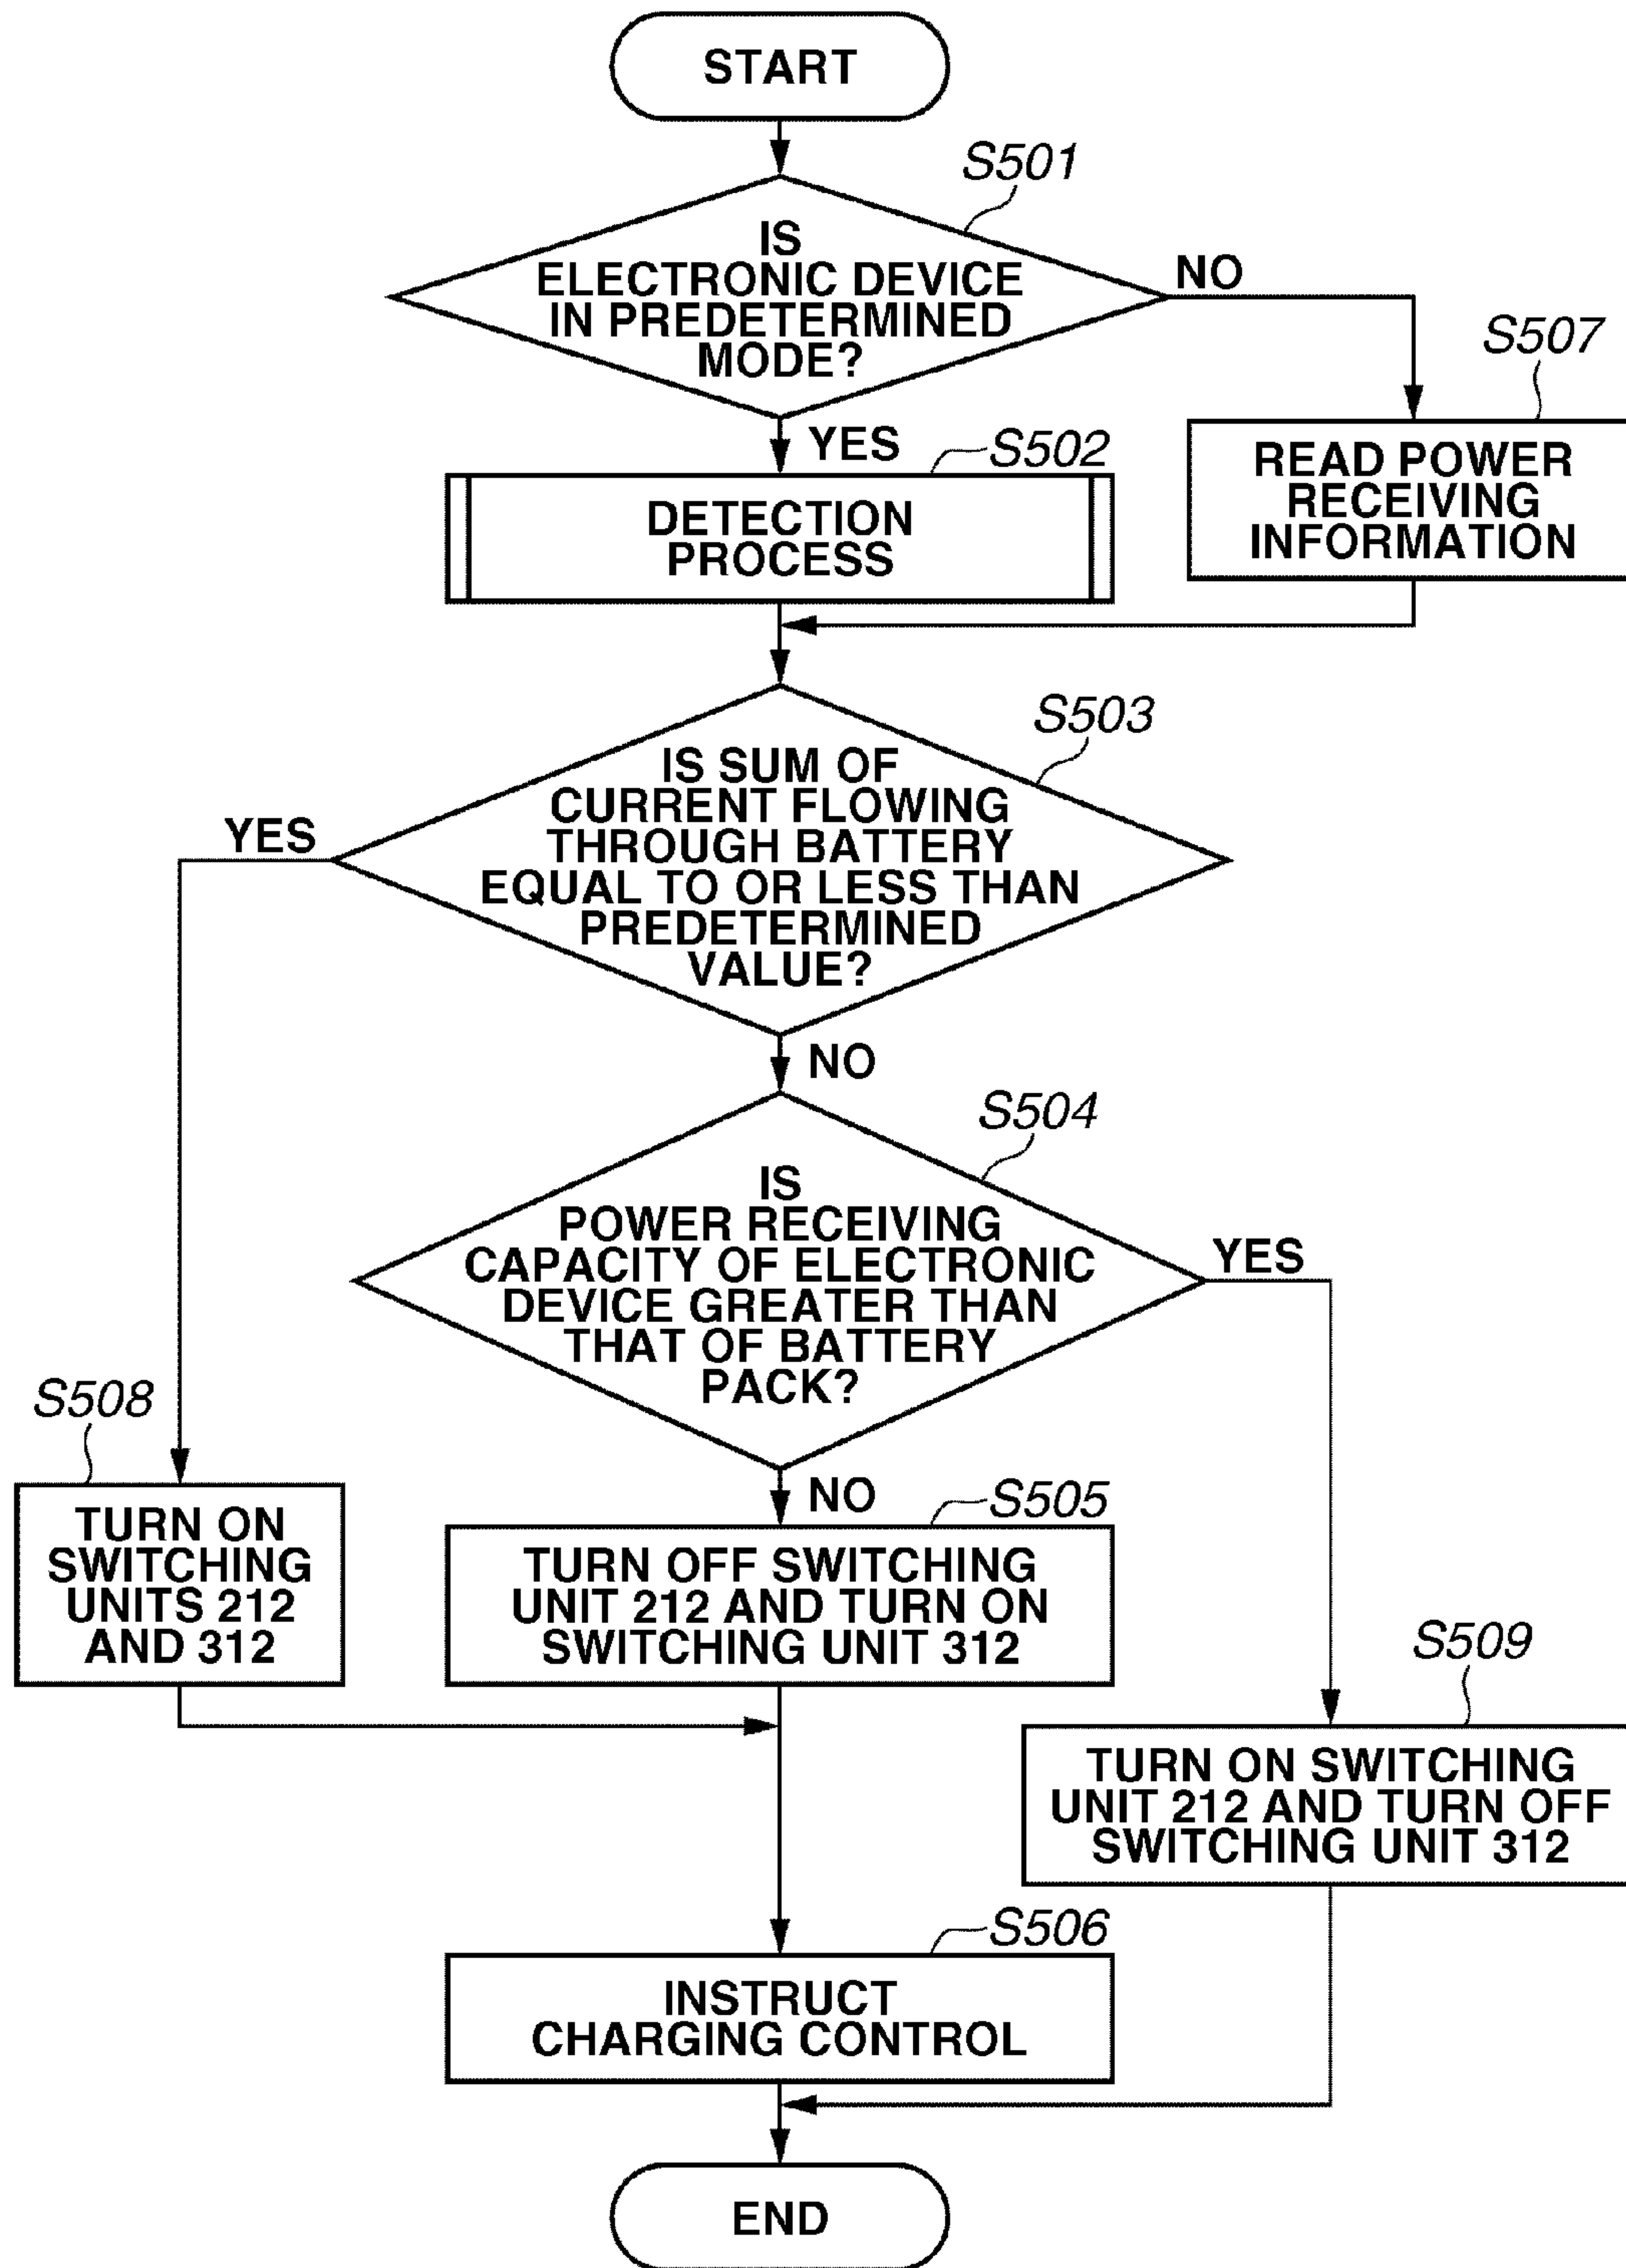 START
S501
IS
ELECTRONIC DEVICE
IN PREDETERMINED
MODE?
NO
YES
S507
READ POWER
RECEIVING
INFORMATION
S502
DETECTION
PROCESS
S503
IS SUM OF
CURRENT FLOWING
THROUGH BATTERY
EQUAL TO OR LESS THAN
PREDETERMINED
VALUE?
YES
NO
S504
IS
POWER RECEIVING
CAPACITY OF ELECTRONIC
DEVICE GREATER THAN
THAT OF BATTERY
PACK?
YES
NO
S508
TURN ON
SWITCHING
UNITS 212
AND 312
S505
TURN OFF SWITCHING
UNIT 212 AND TURN ON
SWITCHING UNIT 312
S509
TURN ON SWITCHING
UNIT 212 AND TURN OFF
SWITCHING UNIT 312
S506
INSTRUCT
CHARGING CONTROL
END